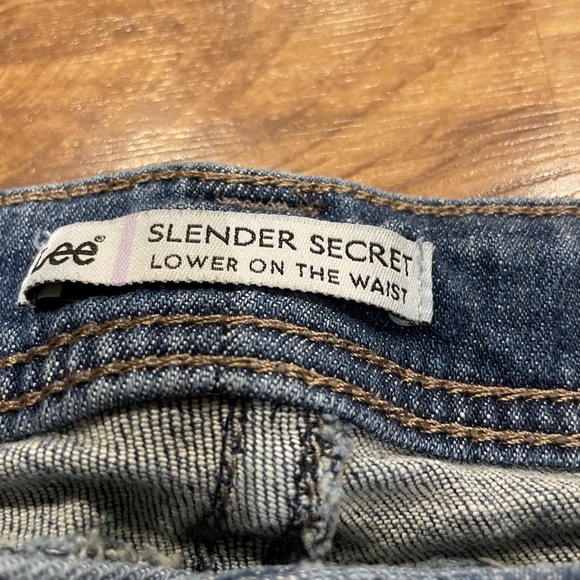 Lee®
SLENDER SECRET
LOWER ON THE WAIST